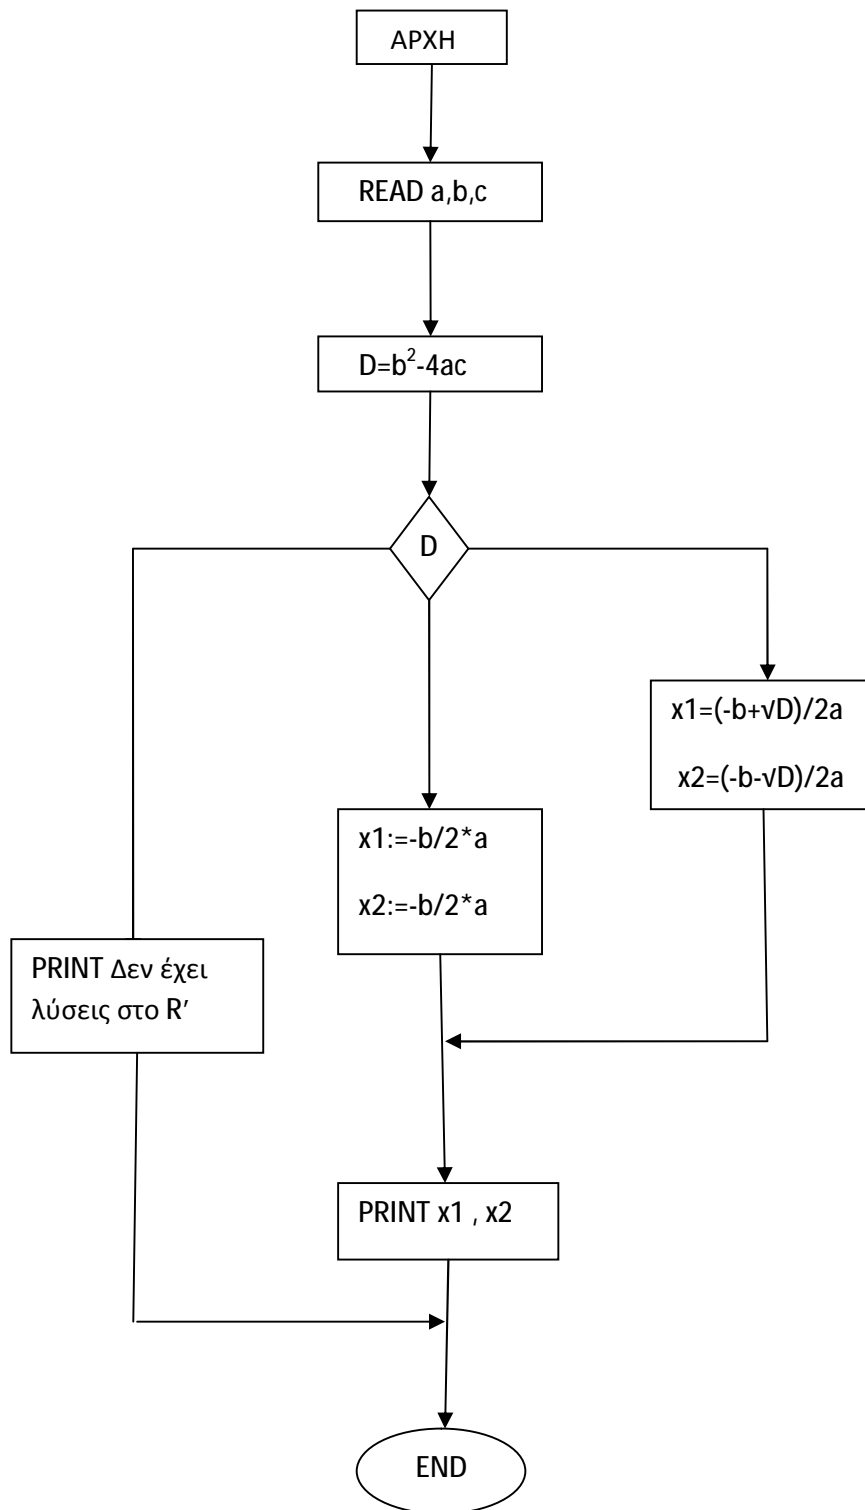 ΑΡΧΗ
READ a,b,c
D=b²-4ac
D
x1=(-b+√D)/2a
x2=(-b-√D)/2a
x1:=-b/2*a
x2:=-b/2*a
PRINT Δεν έχει
λύσεις στο R’
PRINT x1 , x2
END